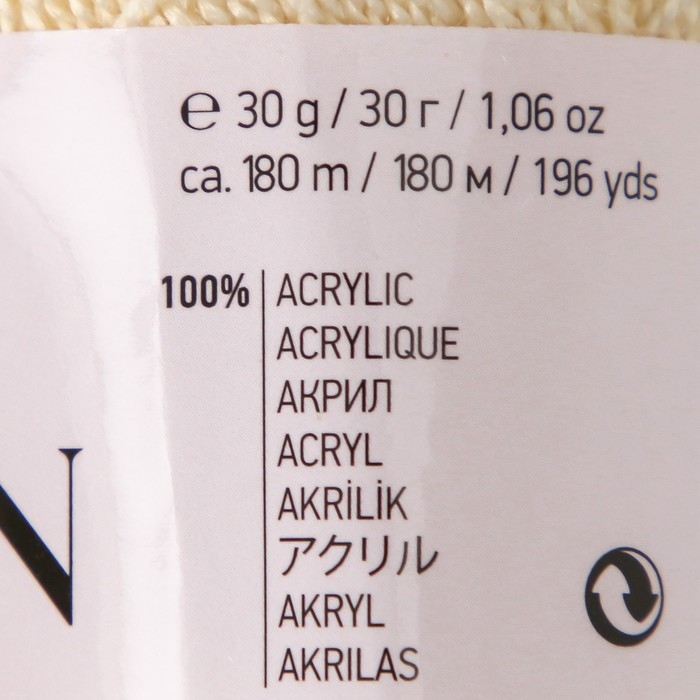 ℮ 30 g / 30 г / 1,06 oz
ca. 180 m / 180 м / 196 yds
100% ACRYLIC
ACRYLIQUE
АКРИЛ
ACRYL
AKRİLİK
アクリル
AKRYL
AKRILAS
N